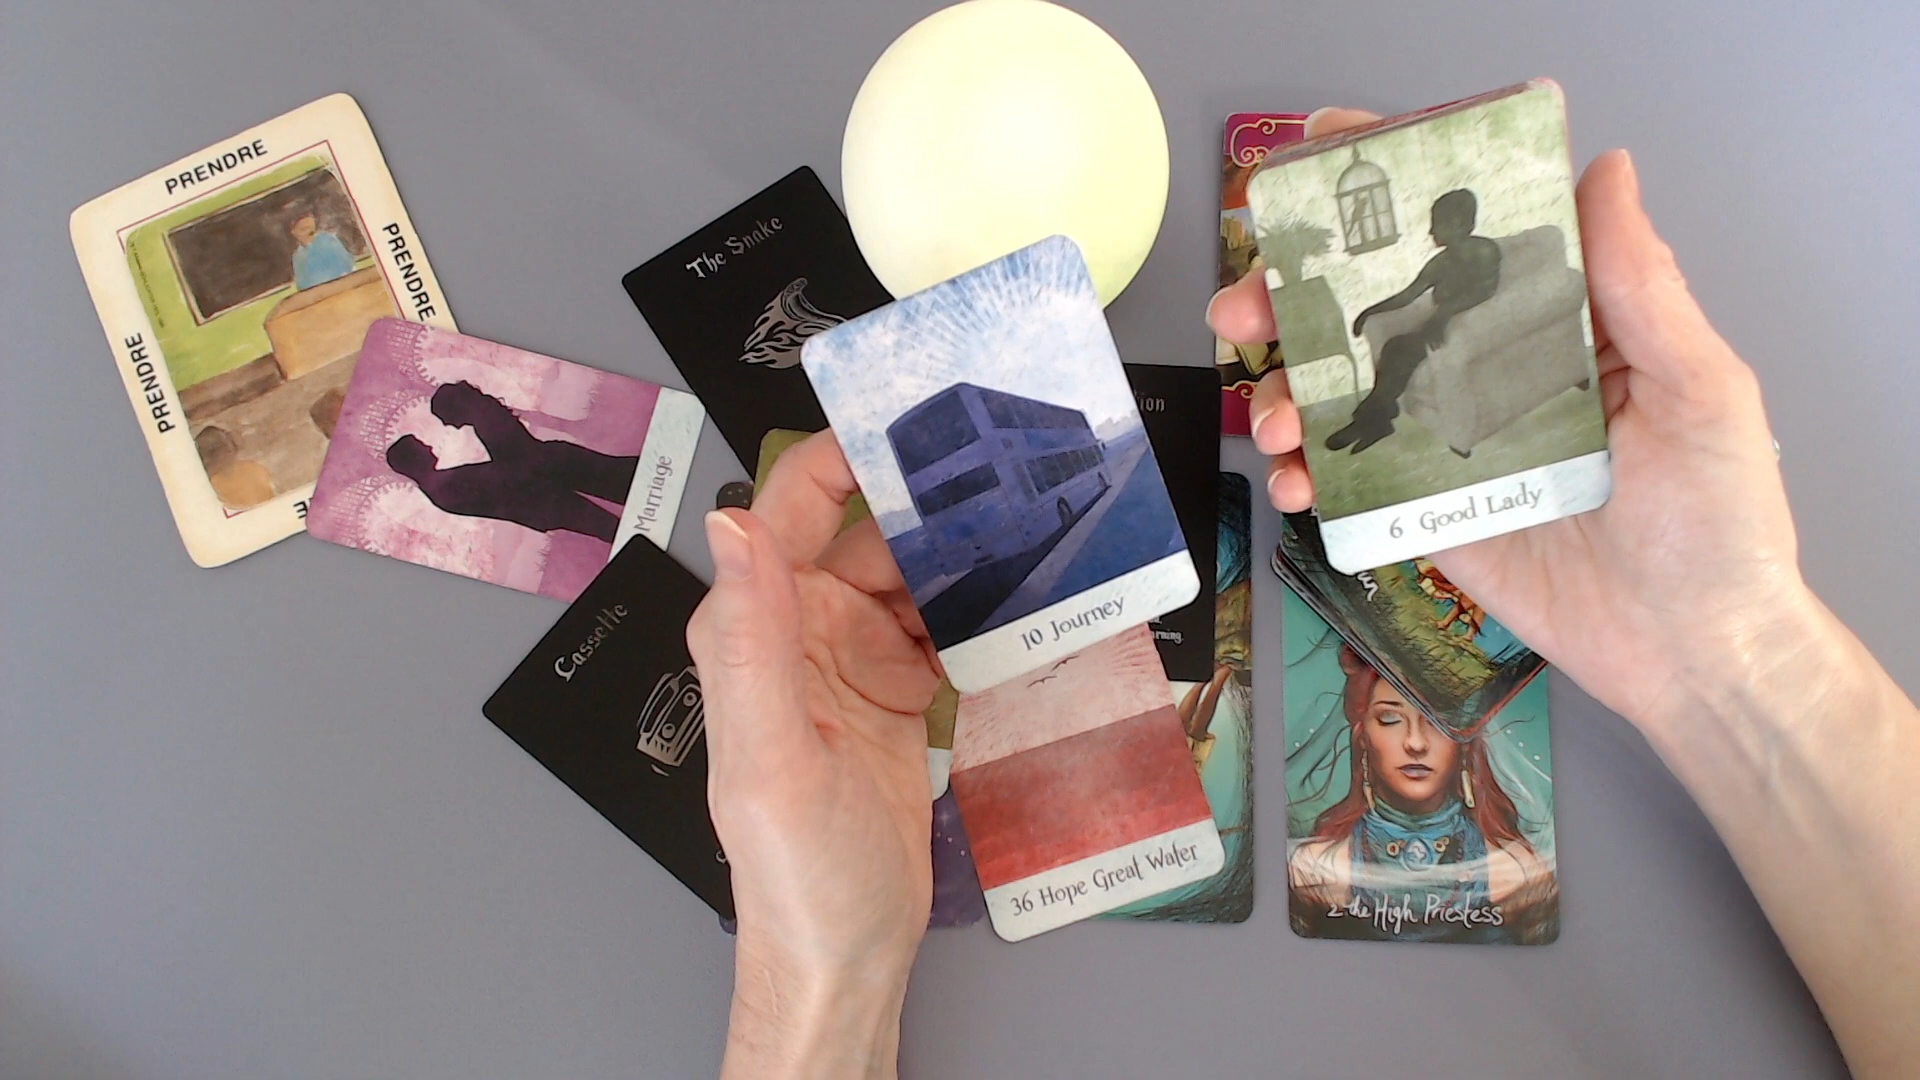 PRENDRE
PRENDRE
PRENDRE
Marriage
The Snake
Cassette
10 Journey
36 Hope Great Water
6 Good Lady
2 the High Priestess